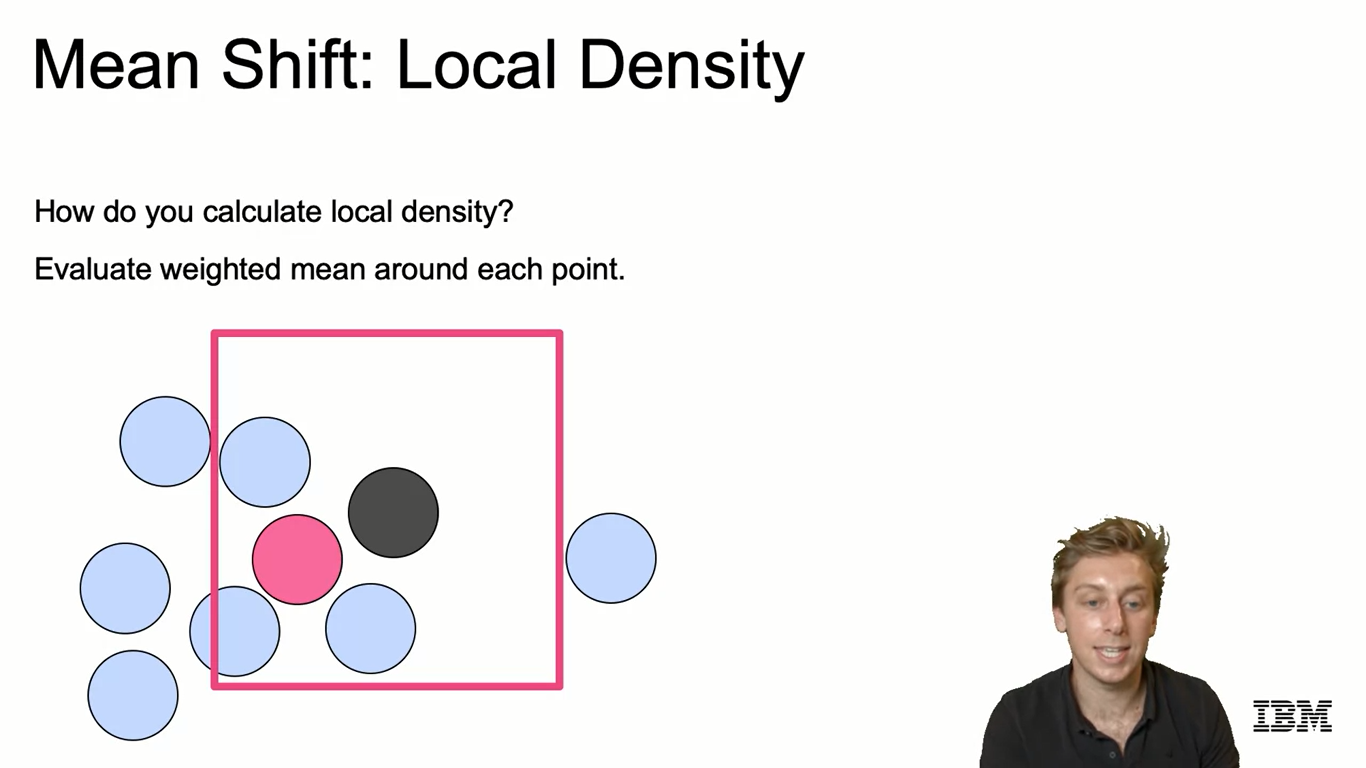 Mean Shift: Local Density
How do you calculate local density?
Evaluate weighted mean around each point.
IBM